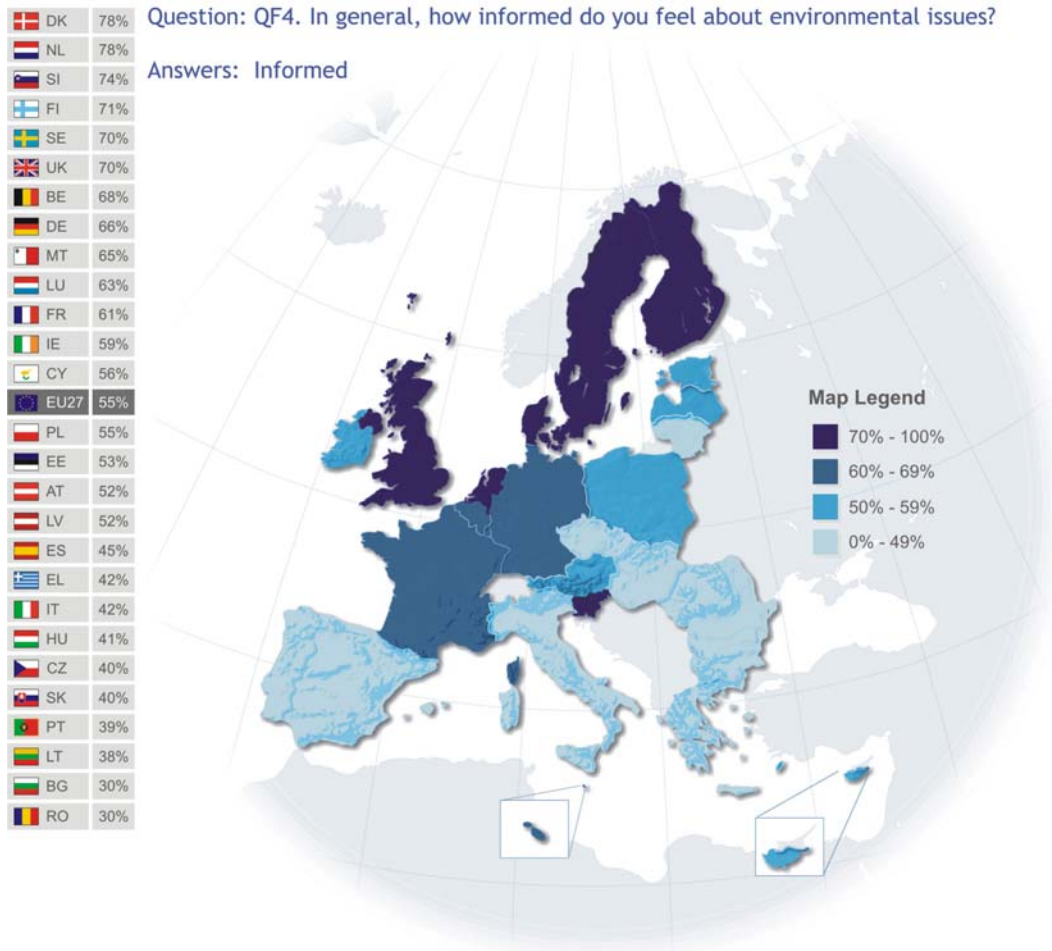 Question: QF4. In general, how informed do you feel about environmental issues?
Answers: Informed
DK 78%
NL 78%
SI 74%
FI 71%
SE 70%
UK 70%
BE 68%
DE 66%
MT 65%
LU 63%
FR 61%
IE 59%
CY 56%
EU27 55%
PL 55%
EE 53%
AT 52%
LV 52%
ES 45%
EL 42%
IT 42%
HU 41%
CZ 40%
SK 40%
PT 39%
LT 38%
BG 30%
RO 30%
Map Legend
70% - 100%
60% - 69%
50% - 59%
0% - 49%